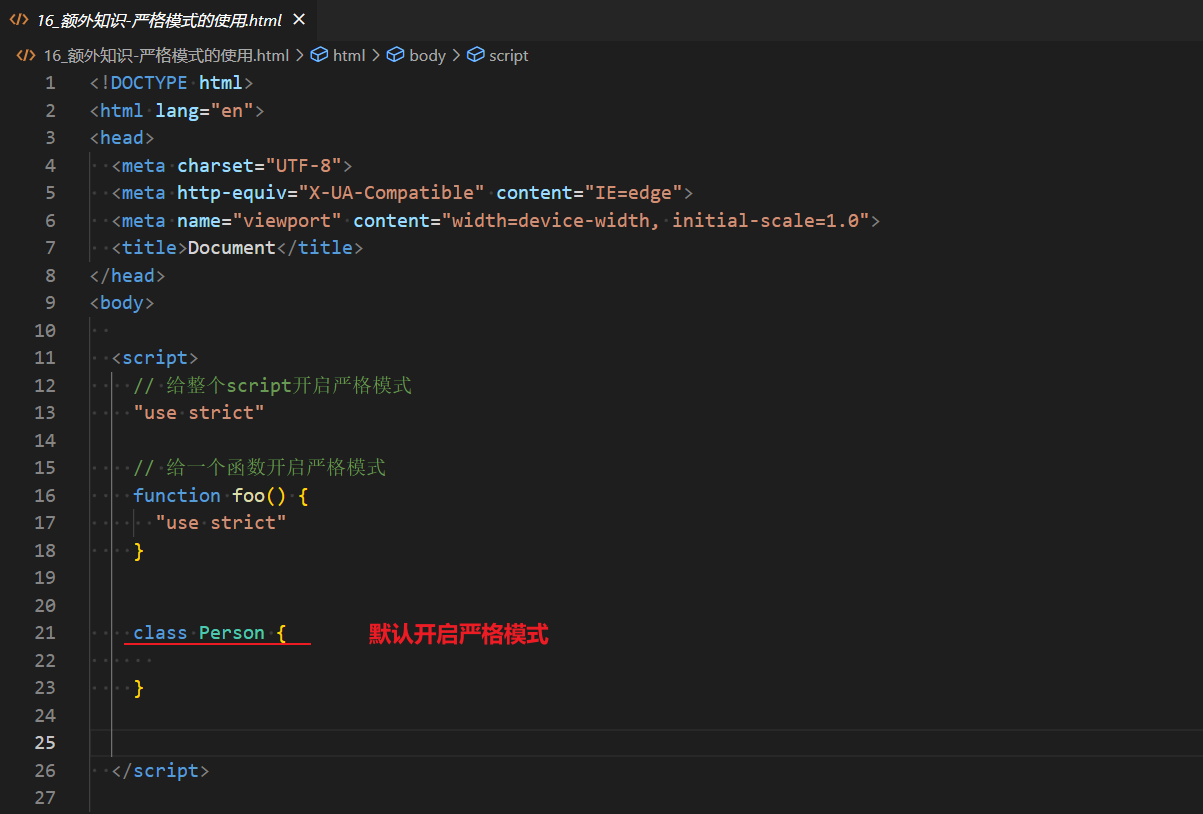 16_额外知识-严格模式的使用.html
16_额外知识-严格模式的使用.html > html > body > script
1 <!DOCTYPE html>
2 <html lang="en">
3 <head>
4 <meta charset="UTF-8">
5 <meta http-equiv="X-UA-Compatible" content="IE=edge">
6 <meta name="viewport" content="width=device-width, initial-scale=1.0">
7 <title>Document</title>
8 </head>
9 <body>
10
11 <script>
12 // 给整个script开启严格模式
13 "use strict"
14
15 // 给一个函数开启严格模式
16 function foo() {
17 "use strict"
18 }
19
20
21 class Person { 默认开启严格模式
22
23 }
24
25
26 </script>
27